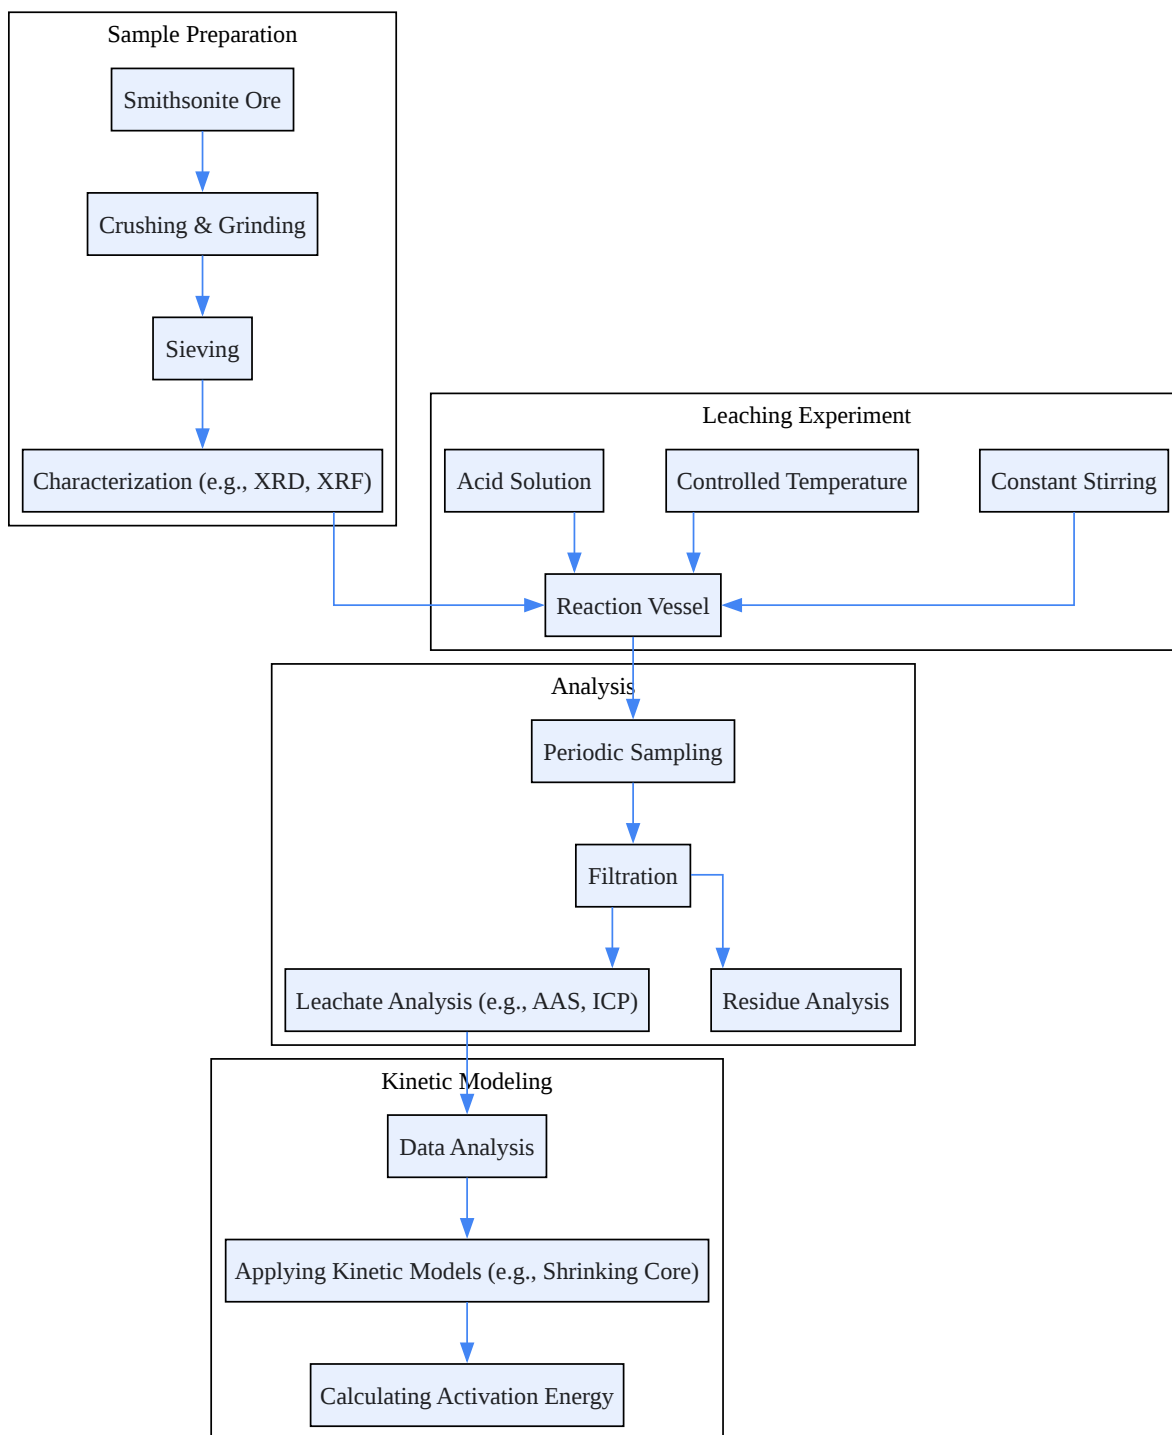 Sample Preparation
Smithsonite Ore
Crushing & Grinding
Sieving
Characterization (e.g., XRD, XRF)
Leaching Experiment
Acid Solution
Controlled Temperature
Constant Stirring
Reaction Vessel
Analysis
Periodic Sampling
Filtration
Leachate Analysis (e.g., AAS, ICP)
Residue Analysis
Kinetic Modeling
Data Analysis
Applying Kinetic Models (e.g., Shrinking Core)
Calculating Activation Energy